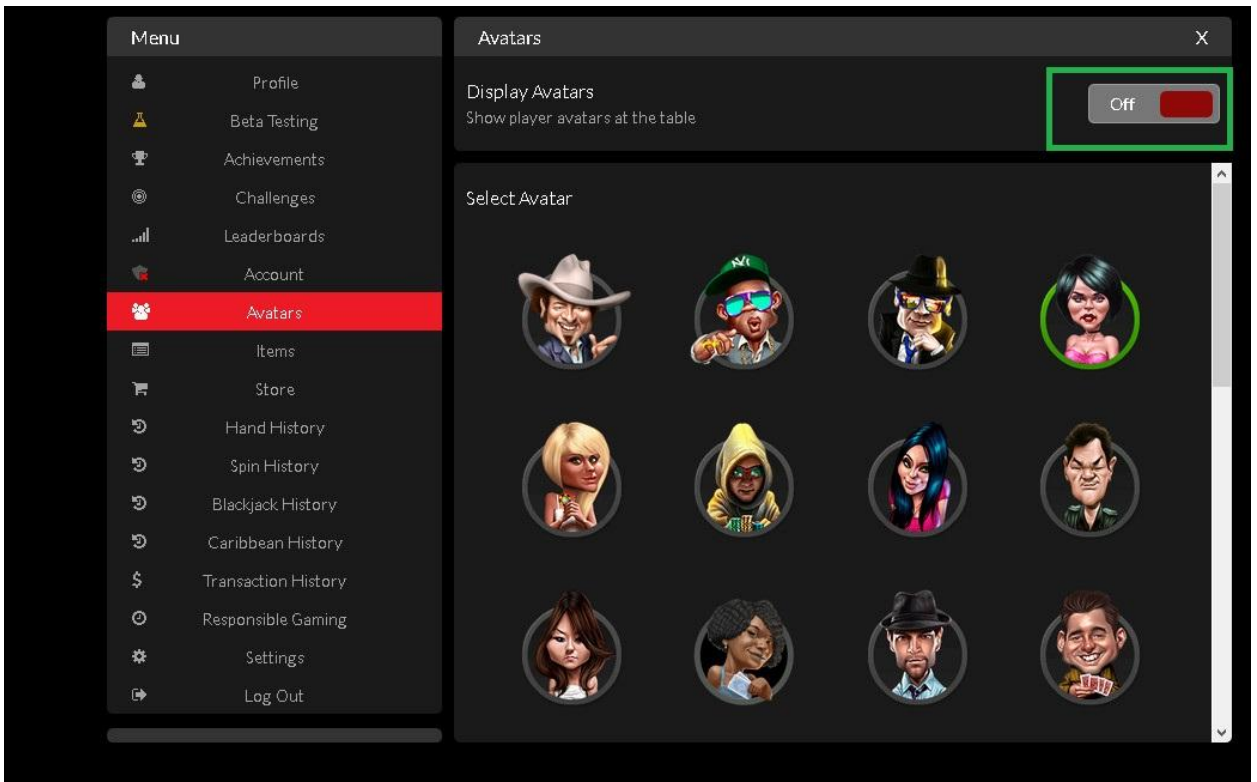 Menu
Profile
Beta Testing
Achievements
Challenges
Leaderboards
Account
Avatars
Items
Store
Hand History
Spin History
Blackjack History
Caribbean History
Transaction History
Responsible Gaming
Settings
Log Out
Avatars
X
Display Avatars
Show player avatars at the table
Off
Select Avatar